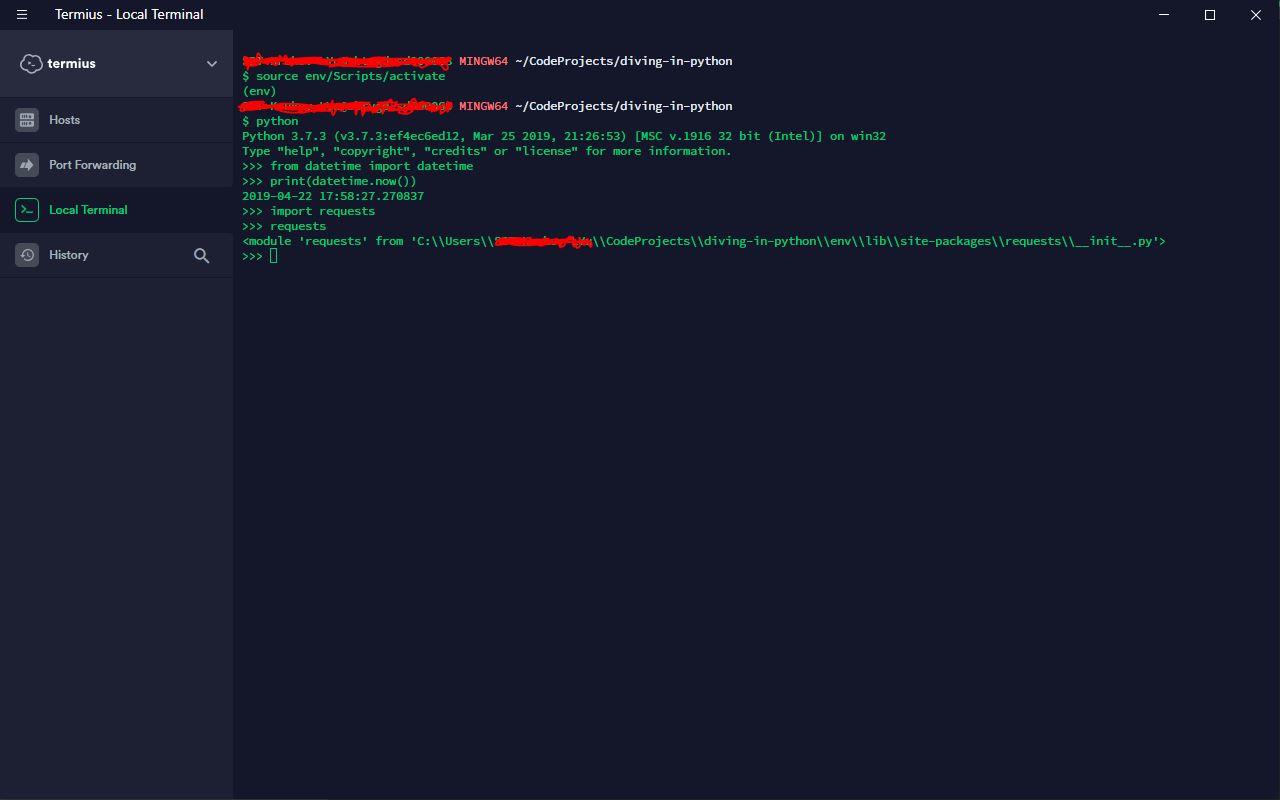 Termius - Local Terminal
termius
Hosts
Port Forwarding
Local Terminal
History
MINGW64 ~/CodeProjects/diving-in-python
$ source env/Scripts/activate
(env)
MINGW64 ~/CodeProjects/diving-in-python
$ python
Python 3.7.3 (v3.7.3:ef4ec6ed12, Mar 25 2019, 21:26:53) [MSC v.1916 32 bit (Intel)] on win32
Type "help", "copyright", "credits" or "license" for more information.
>>> from datetime import datetime
>>> print(datetime.now())
2019-04-22 17:58:27.270837
>>> import requests
>>> requests
<module 'requests' from 'C:\\Users\\ \\CodeProjects\\diving-in-python\\env\\lib\\site-packages\\requests\\__init__.py'>
>>>